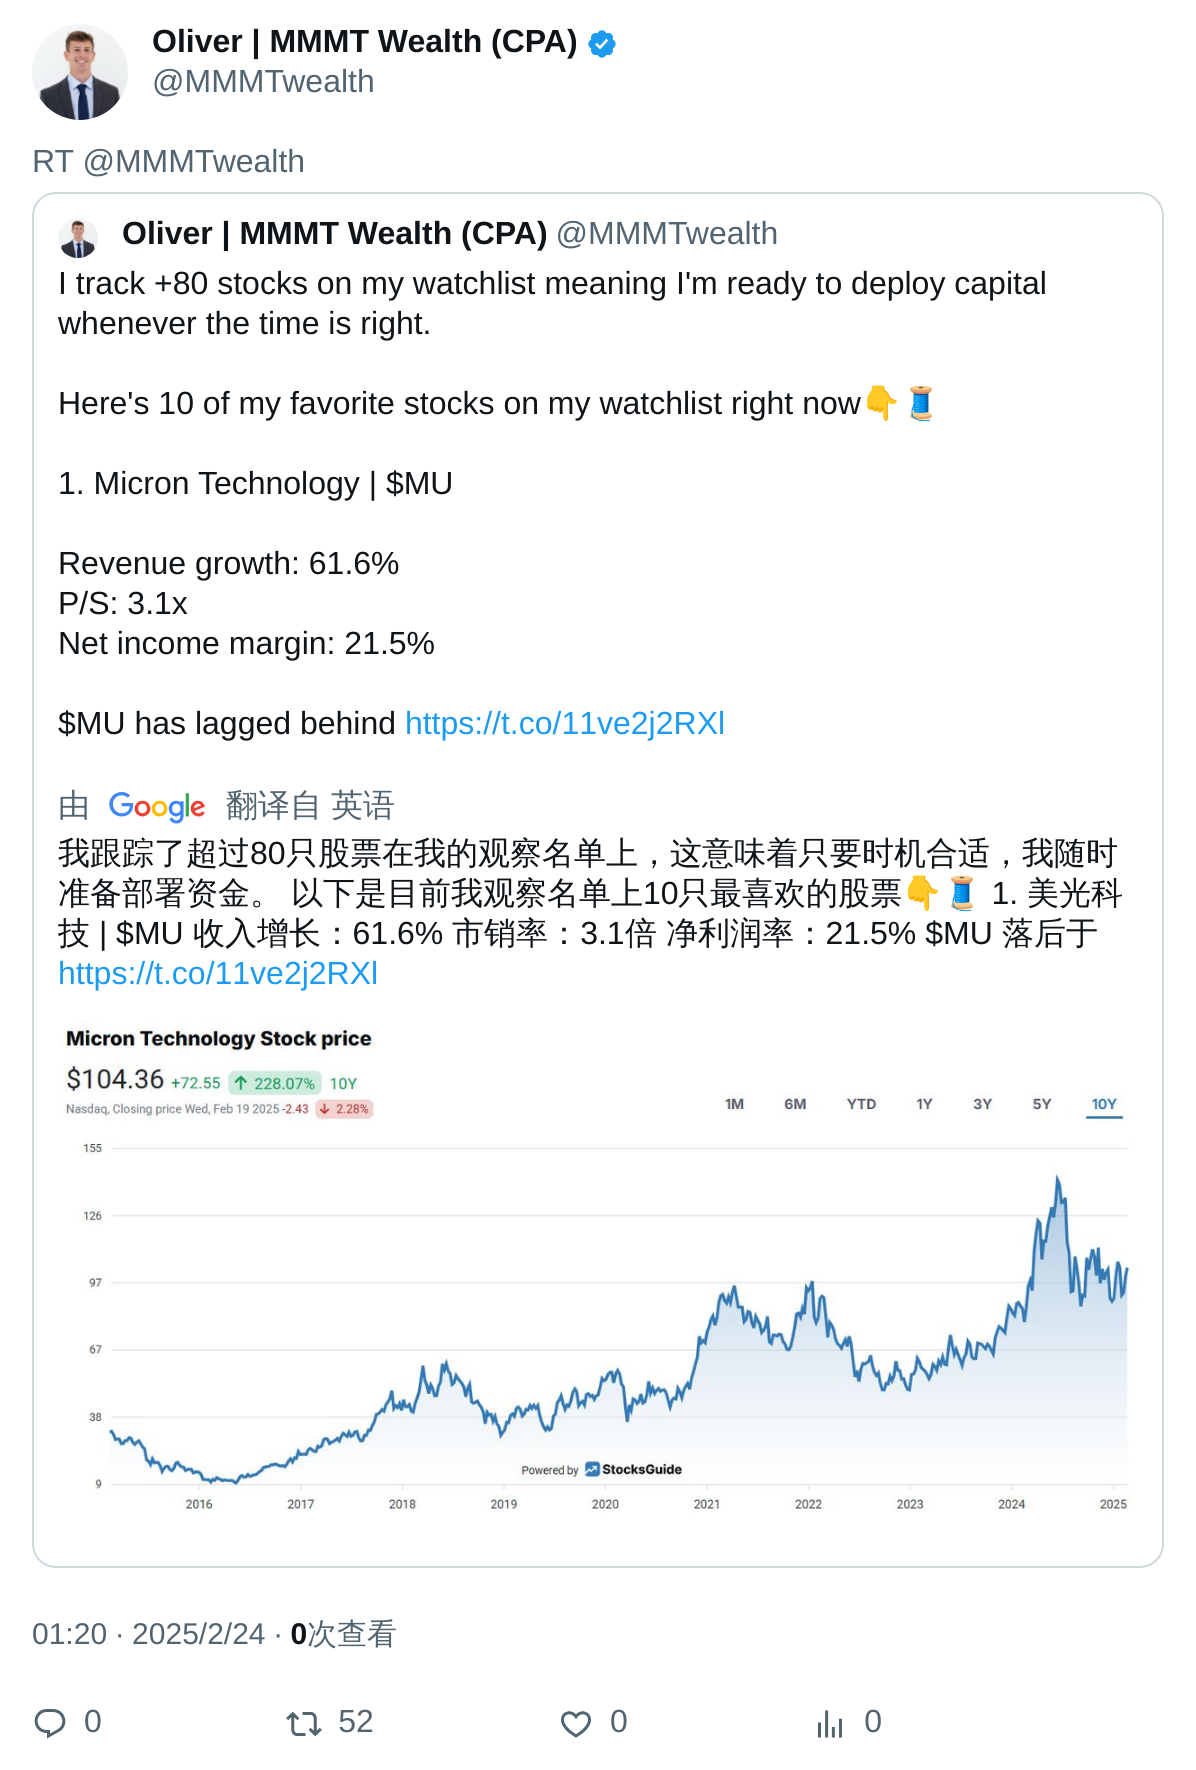 Oliver | MMMT Wealth (CPA)
@MMMTwealth
RT @MMMTwealth
Oliver | MMMT Wealth (CPA) @MMMTwealth
I track +80 stocks on my watchlist meaning I'm ready to deploy capital
whenever the time is right.
Here's 10 of my favorite stocks on my watchlist right now👇🧵
1. Micron Technology | $MU
Revenue growth: 61.6%
P/S: 3.1x
Net income margin: 21.5%
$MU has lagged behind https://t.co/11ve2j2RXl
由 Google 翻译自 英语
我跟踪了超过80只股票在我的观察名单上，这意味着只要时机合适，我随时
准备部署资金。 以下是目前我观察名单上10只最喜欢的股票👇🧵 1. 美光科
技 | $MU 收入增长：61.6% 市销率：3.1倍 净利润率：21.5% $MU 落后于
https://t.co/11ve2j2RXl
Micron Technology Stock price
$104.36 +72.55 ↑ 228.07% 10Y
Nasdaq, Closing price Wed, Feb 19 2025 -2.43 ↓ 2.28%
1M 6M YTD 1Y 3Y 5Y 10Y
155
126
97
67
38
9
Powered by StocksGuide
2016 2017 2018 2019 2020 2021 2022 2023 2024 2025
01:20 · 2025/2/24 · 0次查看
0 52 0 0